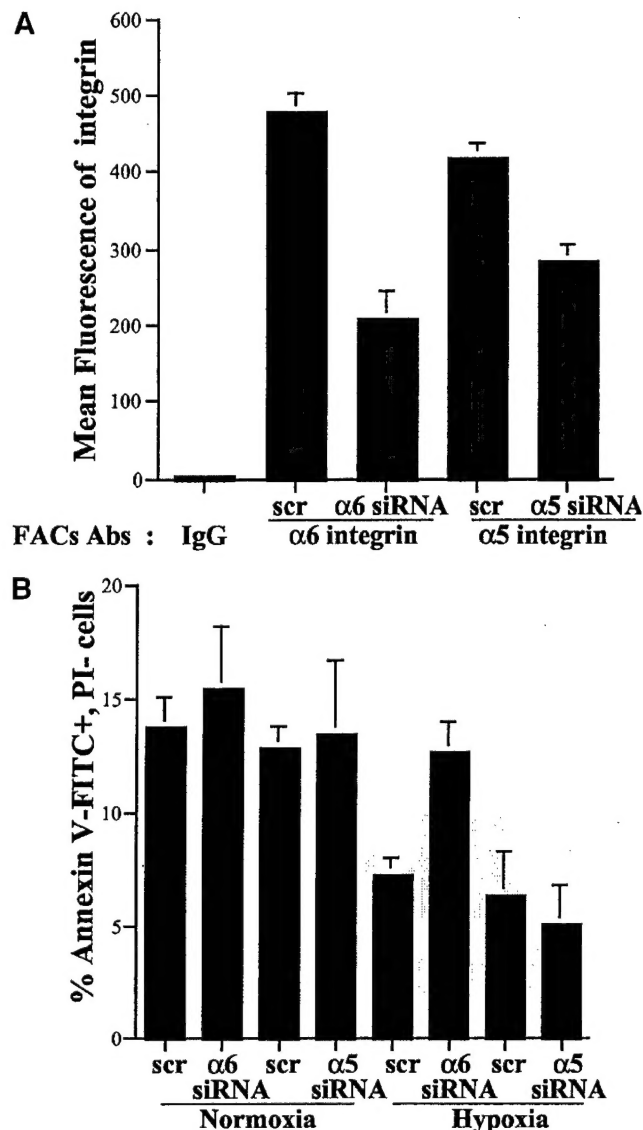 A
Mean Fluorescence of integrin
600
500
400
300
200
100
0
scr α6 siRNA scr α5 siRNA
FACs Abs : IgG α6 integrin α5 integrin
B
% Annexin V-FITC+, PI- cells
20
15
10
5
0
scr α6 siRNA scr α5 siRNA scr α6 siRNA scr α5 siRNA
Normoxia Hypoxia